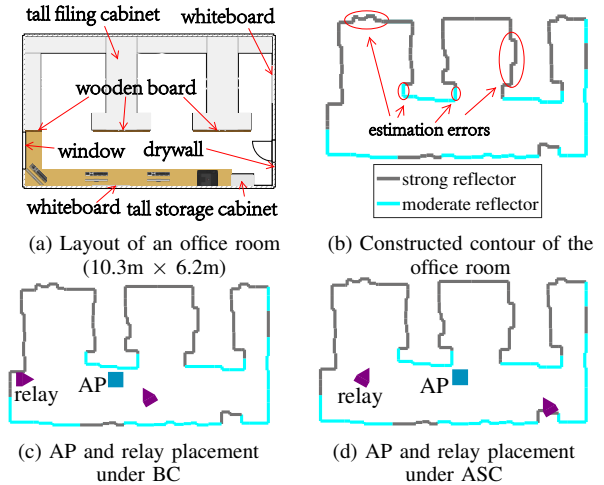 tall filing cabinet
whiteboard
wooden board
window
drywall
whiteboard
tall storage cabinet
(a) Layout of an office room
(10.3m × 6.2m)
estimation errors
strong reflector
moderate reflector
(b) Constructed contour of the
office room
relay
AP
(c) AP and relay placement
under BC
relay
AP
(d) AP and relay placement
under ASC